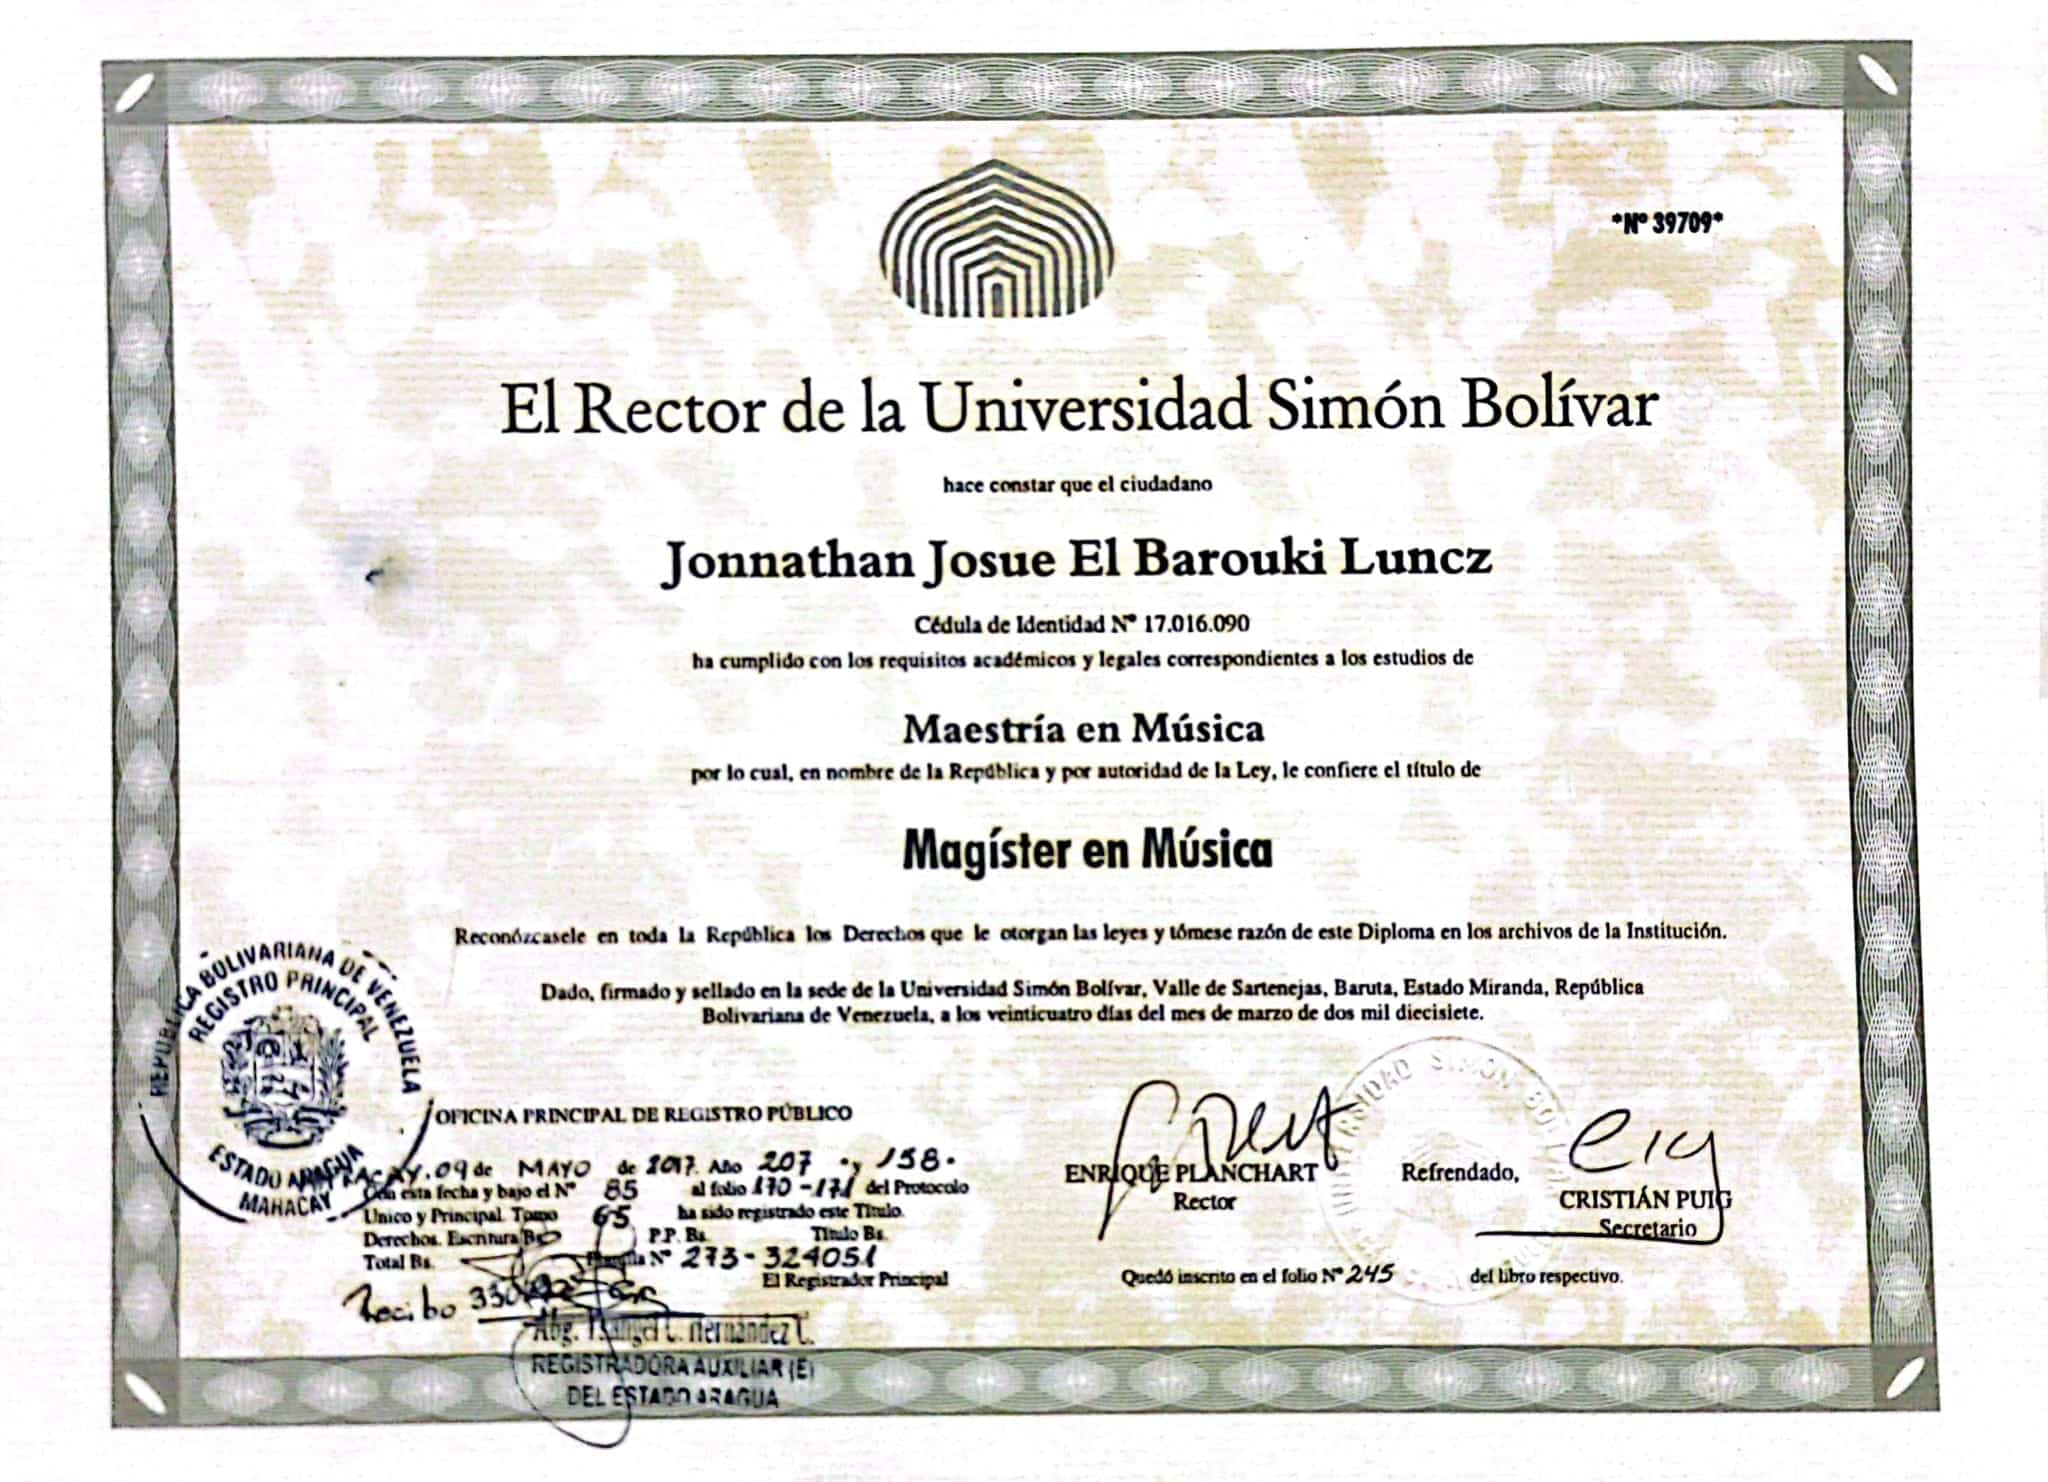 *Nº 39709*
El Rector de la Universidad Simón Bolívar
hace constar que el ciudadano
Jonnathan Josue El Barouki Luncz
Cédula de Identidad Nº 17.016.090
ha cumplido con los requisitos académicos y legales correspondientes a los estudios de
Maestría en Música
por lo cual, en nombre de la República y por autoridad de la Ley, le confiere el título de
Magíster en Música
Reconózcasele en toda la República los Derechos que le otorgan las leyes y tómese razón de este Diploma en los archivos de la Institución.
Dado, firmado y sellado en la sede de la Universidad Simón Bolívar, Valle de Sartenejas, Baruta, Estado Miranda, República
Bolivariana de Venezuela, a los veinticuatro días del mes de marzo de dos mil diecisiete.
REPUBLICA BOLIVARIANA DE VENEZUELA
REGISTRO PRINCIPAL
ESTADO ARAGUA
MARACAY
OFICINA PRINCIPAL DE REGISTRO PÚBLICO
MARACAY. 09 de MAYO de 2017. Año 207 y 158.
Con esta fecha y bajo el Nº 85 al folio 170-171 del Protocolo
Unico y Principal. Tomo 65 ha sido registrado este Título.
Derechos. Escritura Bs. P.P. Bs. Título Bs.
Total Bs. Planilla Nº 273-324051
El Registrador Principal
Recibo
Abg. Hernández C.
REGISTRADORA AUXILIAR (E)
DEL ESTADO ARAGUA
UNIVERSIDAD SIMÓN BOLIVAR
ENRIQUE PLANCHART
Rector
Refrendado,
CRISTIÁN PUIG
Secretario
Quedó inscrito en el folio Nº 245 del libro respectivo.